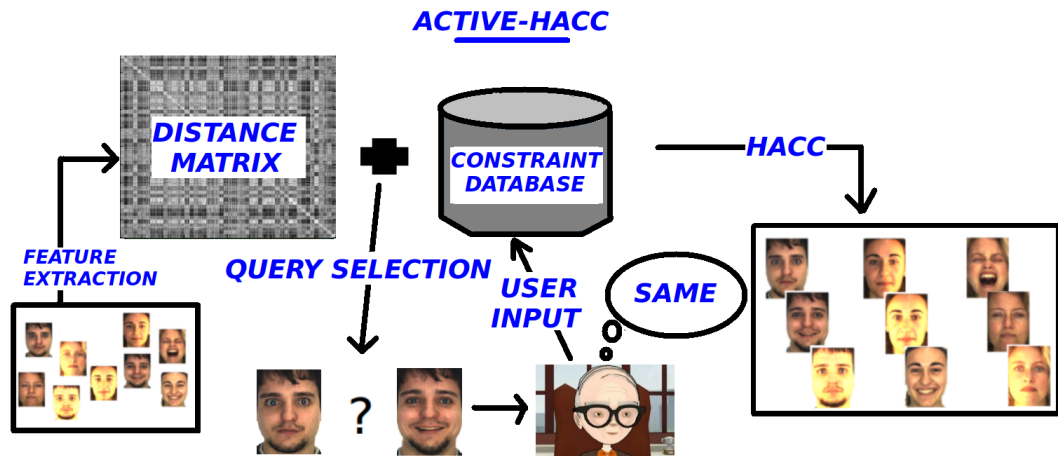 ACTIVE-HACC
DISTANCE
MATRIX
CONSTRAINT
DATABASE
HACC
FEATURE
EXTRACTION
QUERY SELECTION
USER
INPUT
SAME
?